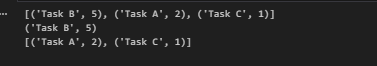 [('Task B', 5), ('Task A', 2), ('Task C', 1)]
('Task B', 5)
[('Task A', 2), ('Task C', 1)]